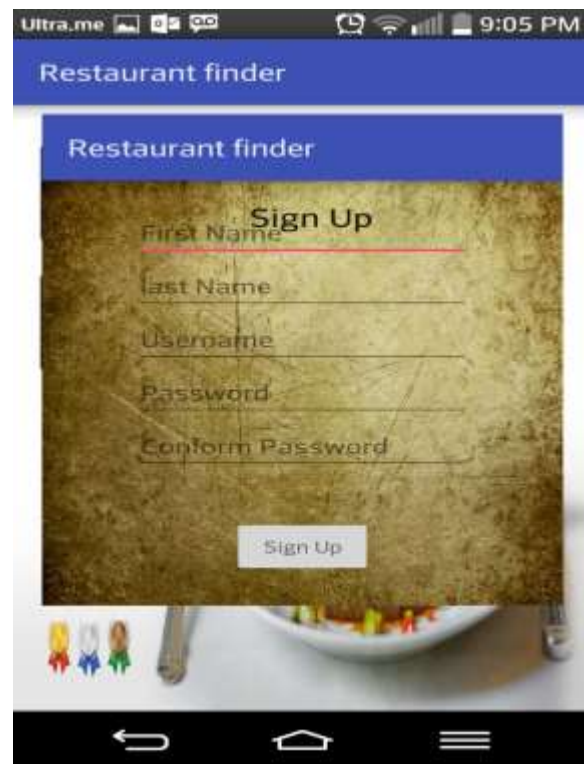 Ultra.me 9:05 PM
Restaurant finder
Restaurant finder
Sign Up
First Name
last Name
Username
Password
Conform Password
Sign Up